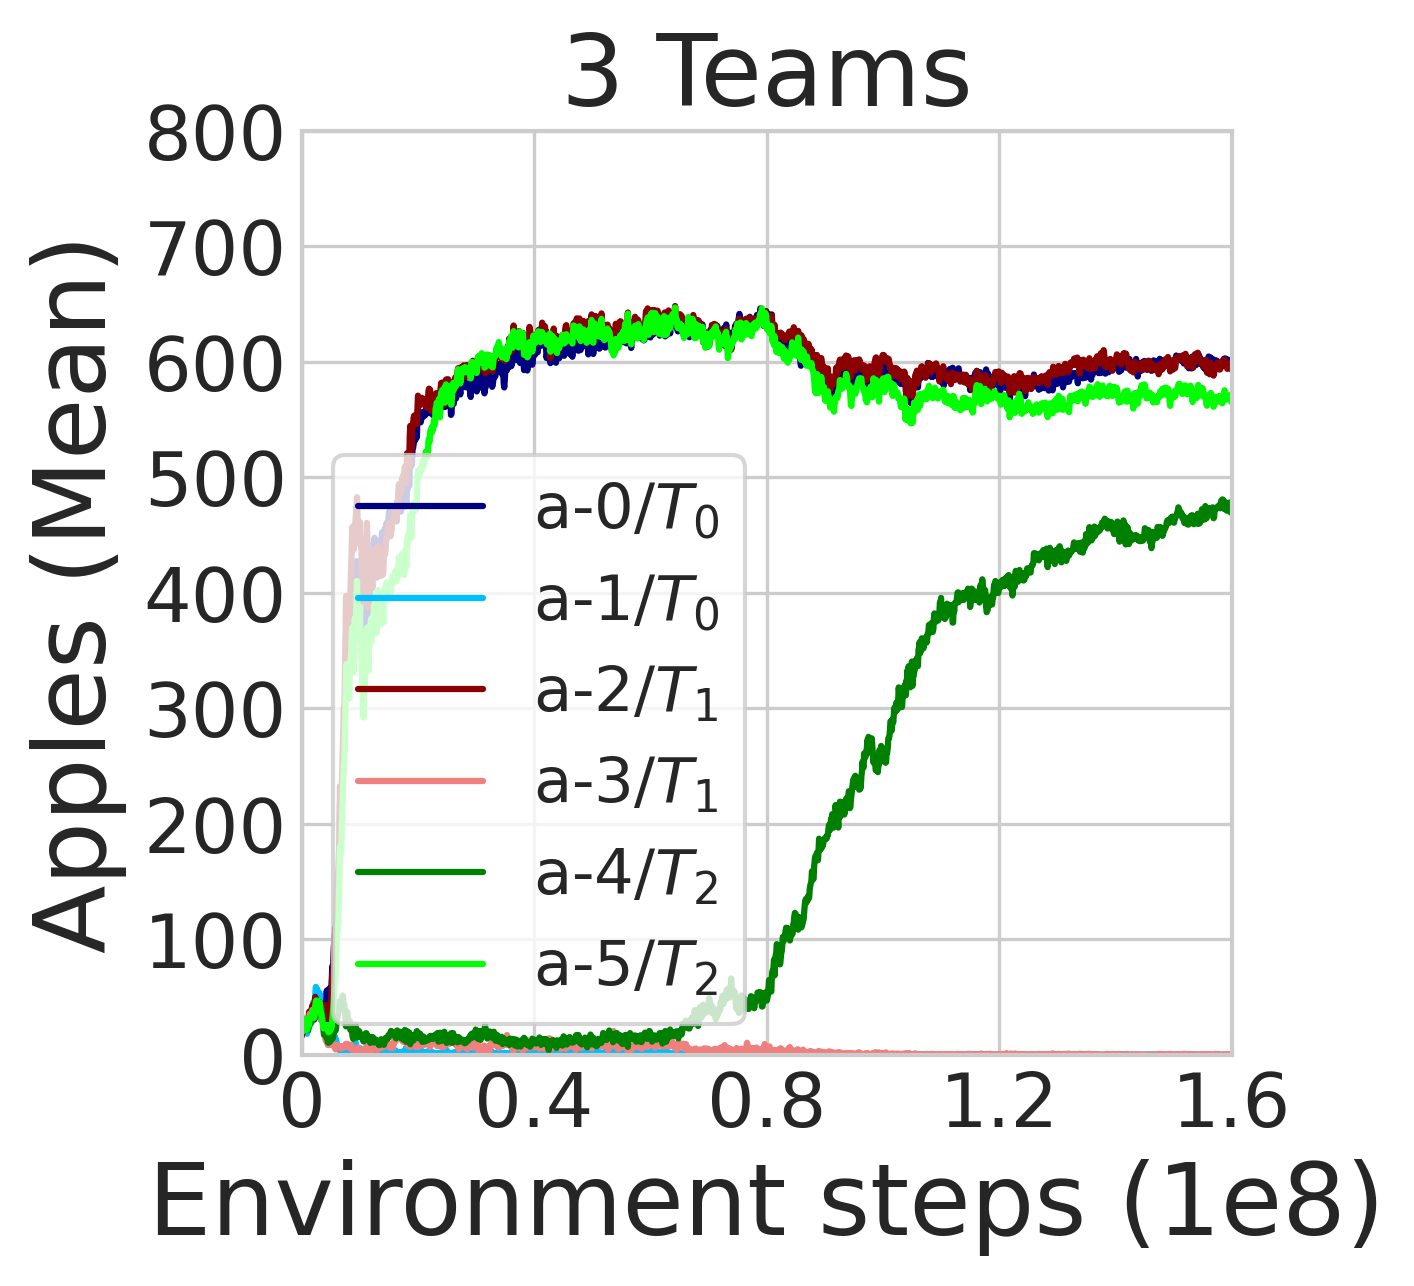 3 Teams
800
700
600
500
400
300
200
100
0
Apples (Mean)
a-0/T₀
a-1/T₀
a-2/T₁
a-3/T₁
a-4/T₂
a-5/T₂
0 0.4 0.8 1.2 1.6
Environment steps (1e8)